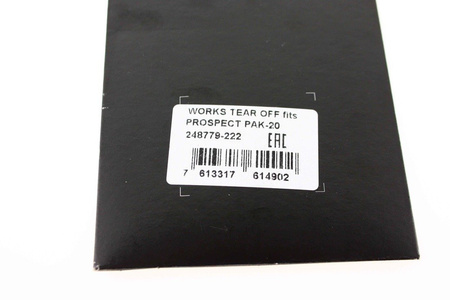 WORKS TEAR OFF fits
PROSPECT PAK-20
248779-222 EAC
7 613317 614902